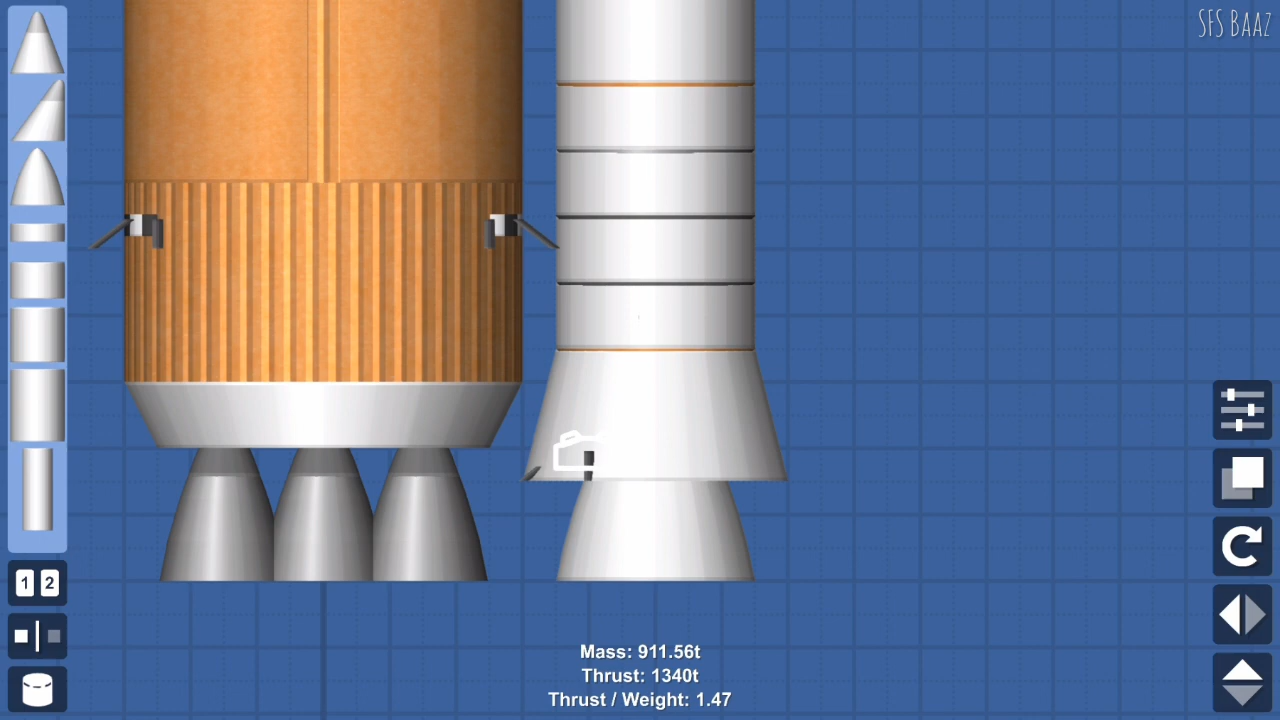 SFS BAAZ
1 2
Mass: 911.56t
Thrust: 1340t
Thrust / Weight: 1.47